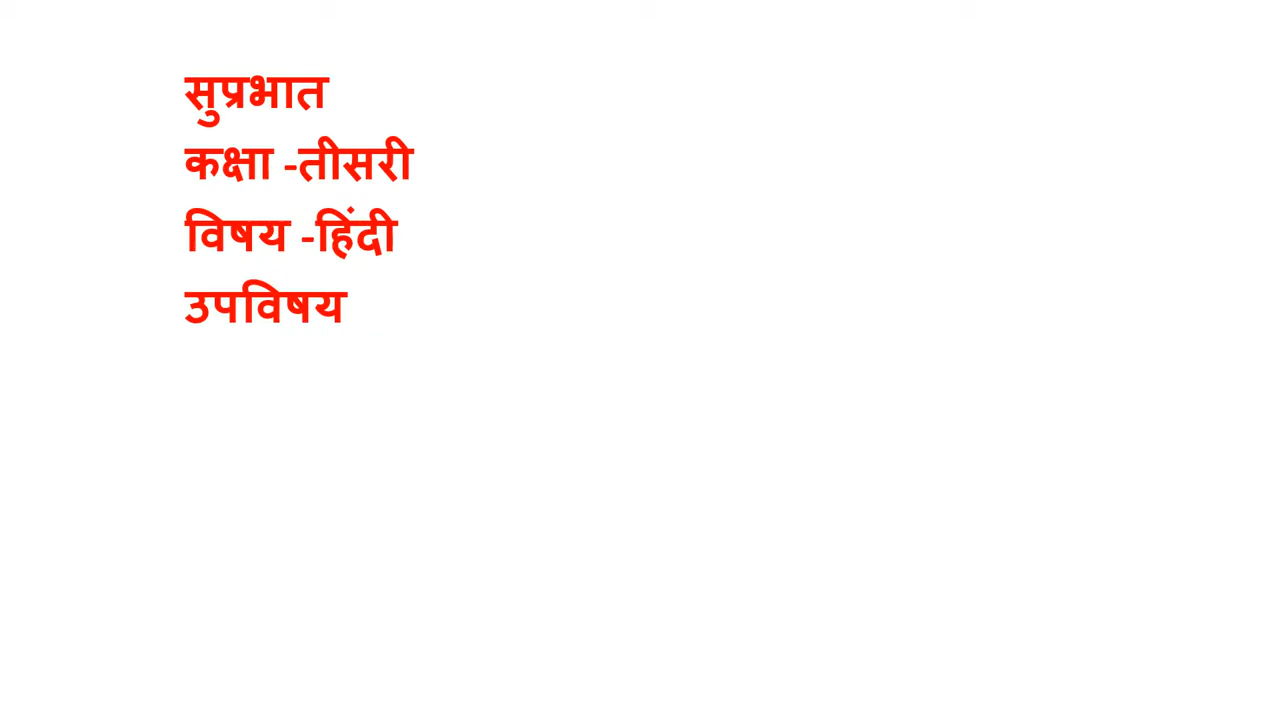 सुप्रभात
कक्षा -तीसरी
विषय -हिंदी
उपविषय